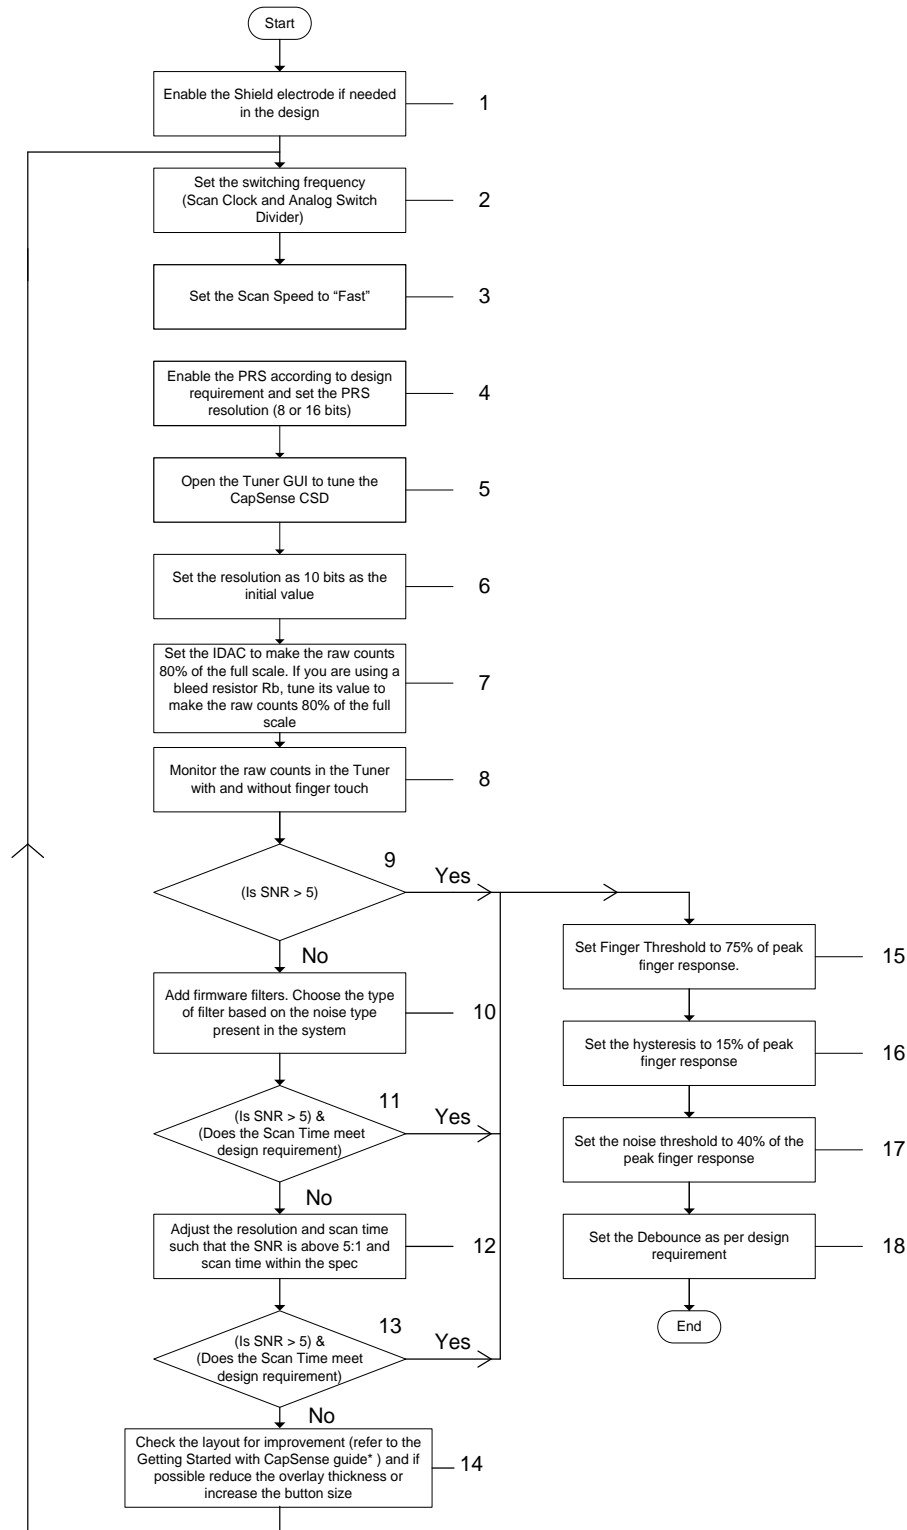 Start
Enable the Shield electrode if needed
in the design
1
Set the switching frequency
(Scan Clock and Analog Switch
Divider)
2
Set the Scan Speed to “Fast”
3
Enable the PRS according to design
requirement and set the PRS
resolution (8 or 16 bits)
4
Open the Tuner GUI to tune the
CapSense CSD
5
Set the resolution as 10 bits as the
initial value
6
Set the IDAC to make the raw counts
80% of the full scale. If you are using a
bleed resistor Rb, tune its value to
make the raw counts 80% of the full
scale
7
Monitor the raw counts in the Tuner
with and without finger touch
8
9
(Is SNR > 5)
Yes
No
Add firmware filters. Choose the type
of filter based on the noise type
present in the system
10
11
(Is SNR > 5) &
(Does the Scan Time meet
design requirement)
Yes
No
Adjust the resolution and scan time
such that the SNR is above 5:1 and
scan time within the spec
12
13
(Is SNR > 5) &
(Does the Scan Time meet
design requirement)
Yes
No
Check the layout for improvement (refer to the
Getting Started with CapSense guide* ) and if
possible reduce the overlay thickness or
increase the button size
14
Set Finger Threshold to 75% of peak
finger response.
15
Set the hysteresis to 15% of peak
finger response
16
Set the noise threshold to 40% of the
peak finger response
17
Set the Debounce as per design
requirement
18
End